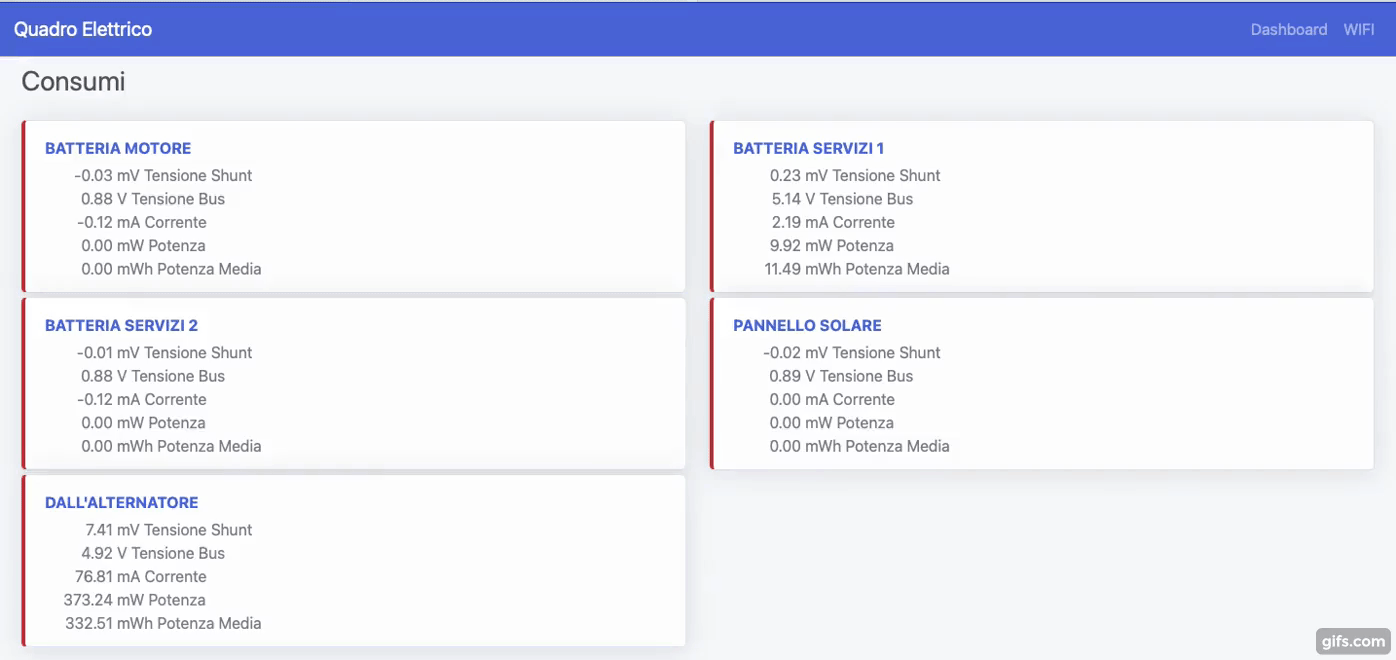 Quadro Elettrico
Dashboard WIFI
Consumi
BATTERIA MOTORE
-0.03 mV Tensione Shunt
0.88 V Tensione Bus
-0.12 mA Corrente
0.00 mW Potenza
0.00 mWh Potenza Media
BATTERIA SERVIZI 1
0.23 mV Tensione Shunt
5.14 V Tensione Bus
2.19 mA Corrente
9.92 mW Potenza
11.49 mWh Potenza Media
BATTERIA SERVIZI 2
-0.01 mV Tensione Shunt
0.88 V Tensione Bus
-0.12 mA Corrente
0.00 mW Potenza
0.00 mWh Potenza Media
PANNELLO SOLARE
-0.02 mV Tensione Shunt
0.89 V Tensione Bus
0.00 mA Corrente
0.00 mW Potenza
0.00 mWh Potenza Media
DALL'ALTERNATORE
7.41 mV Tensione Shunt
4.92 V Tensione Bus
76.81 mA Corrente
373.24 mW Potenza
332.51 mWh Potenza Media
gifs.com